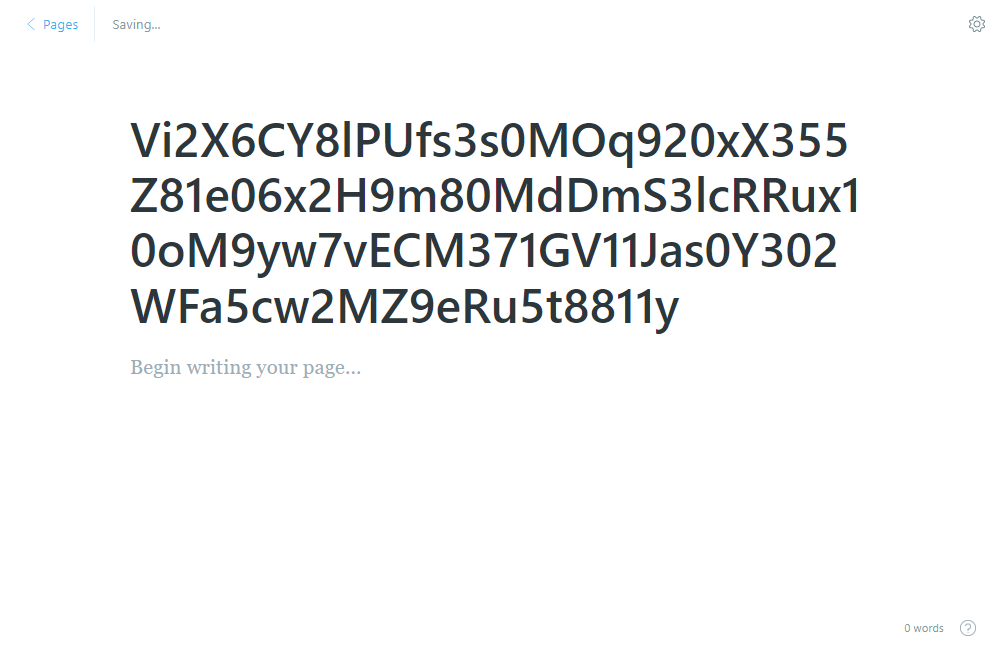 Pages
Saving...
Vi2X6CY8lPUfs3s0MOq920xX355
Z81e06x2H9m80MdDmS3lcRRux1
0oM9yw7vECM371GV11Jas0Y302
WFa5cw2MZ9eRu5t8811y
Begin writing your page...
0 words
?